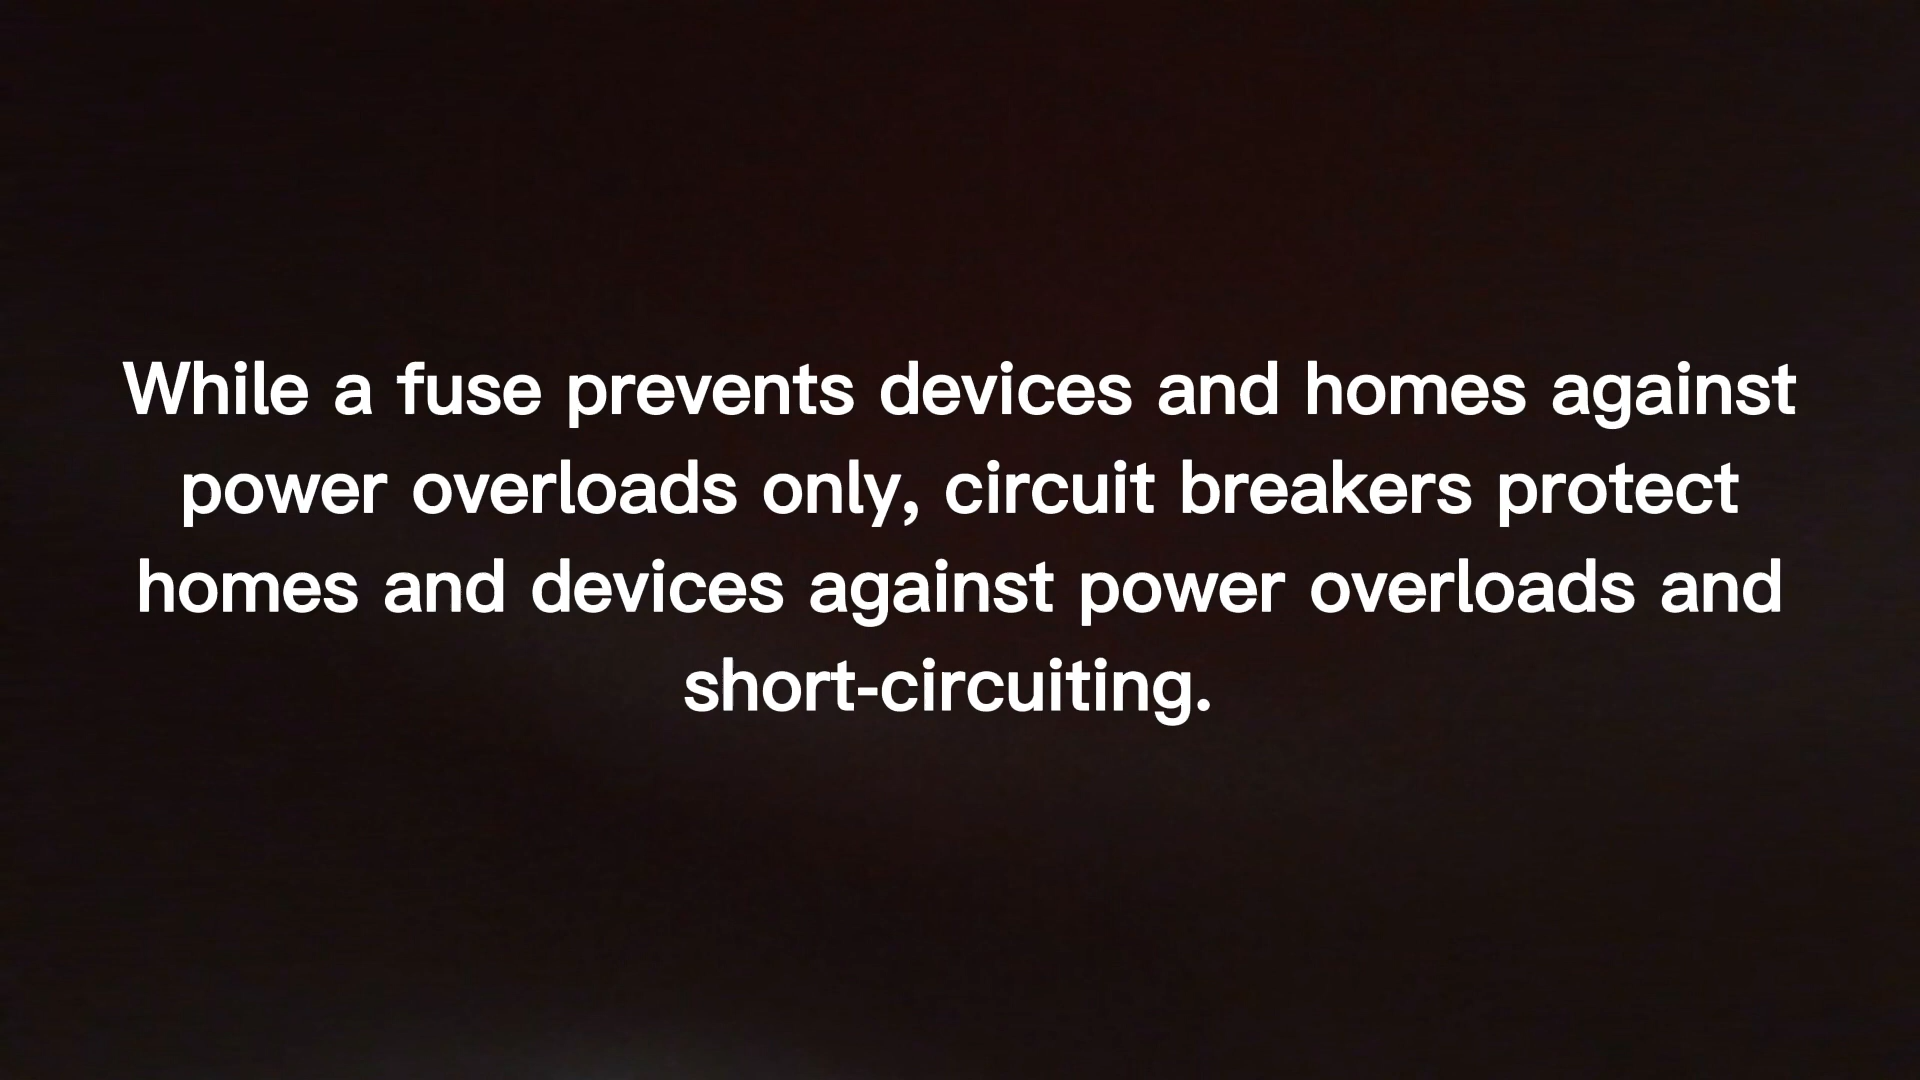 While a fuse prevents devices and homes against
power overloads only, circuit breakers protect
homes and devices against power overloads and
short-circuiting.